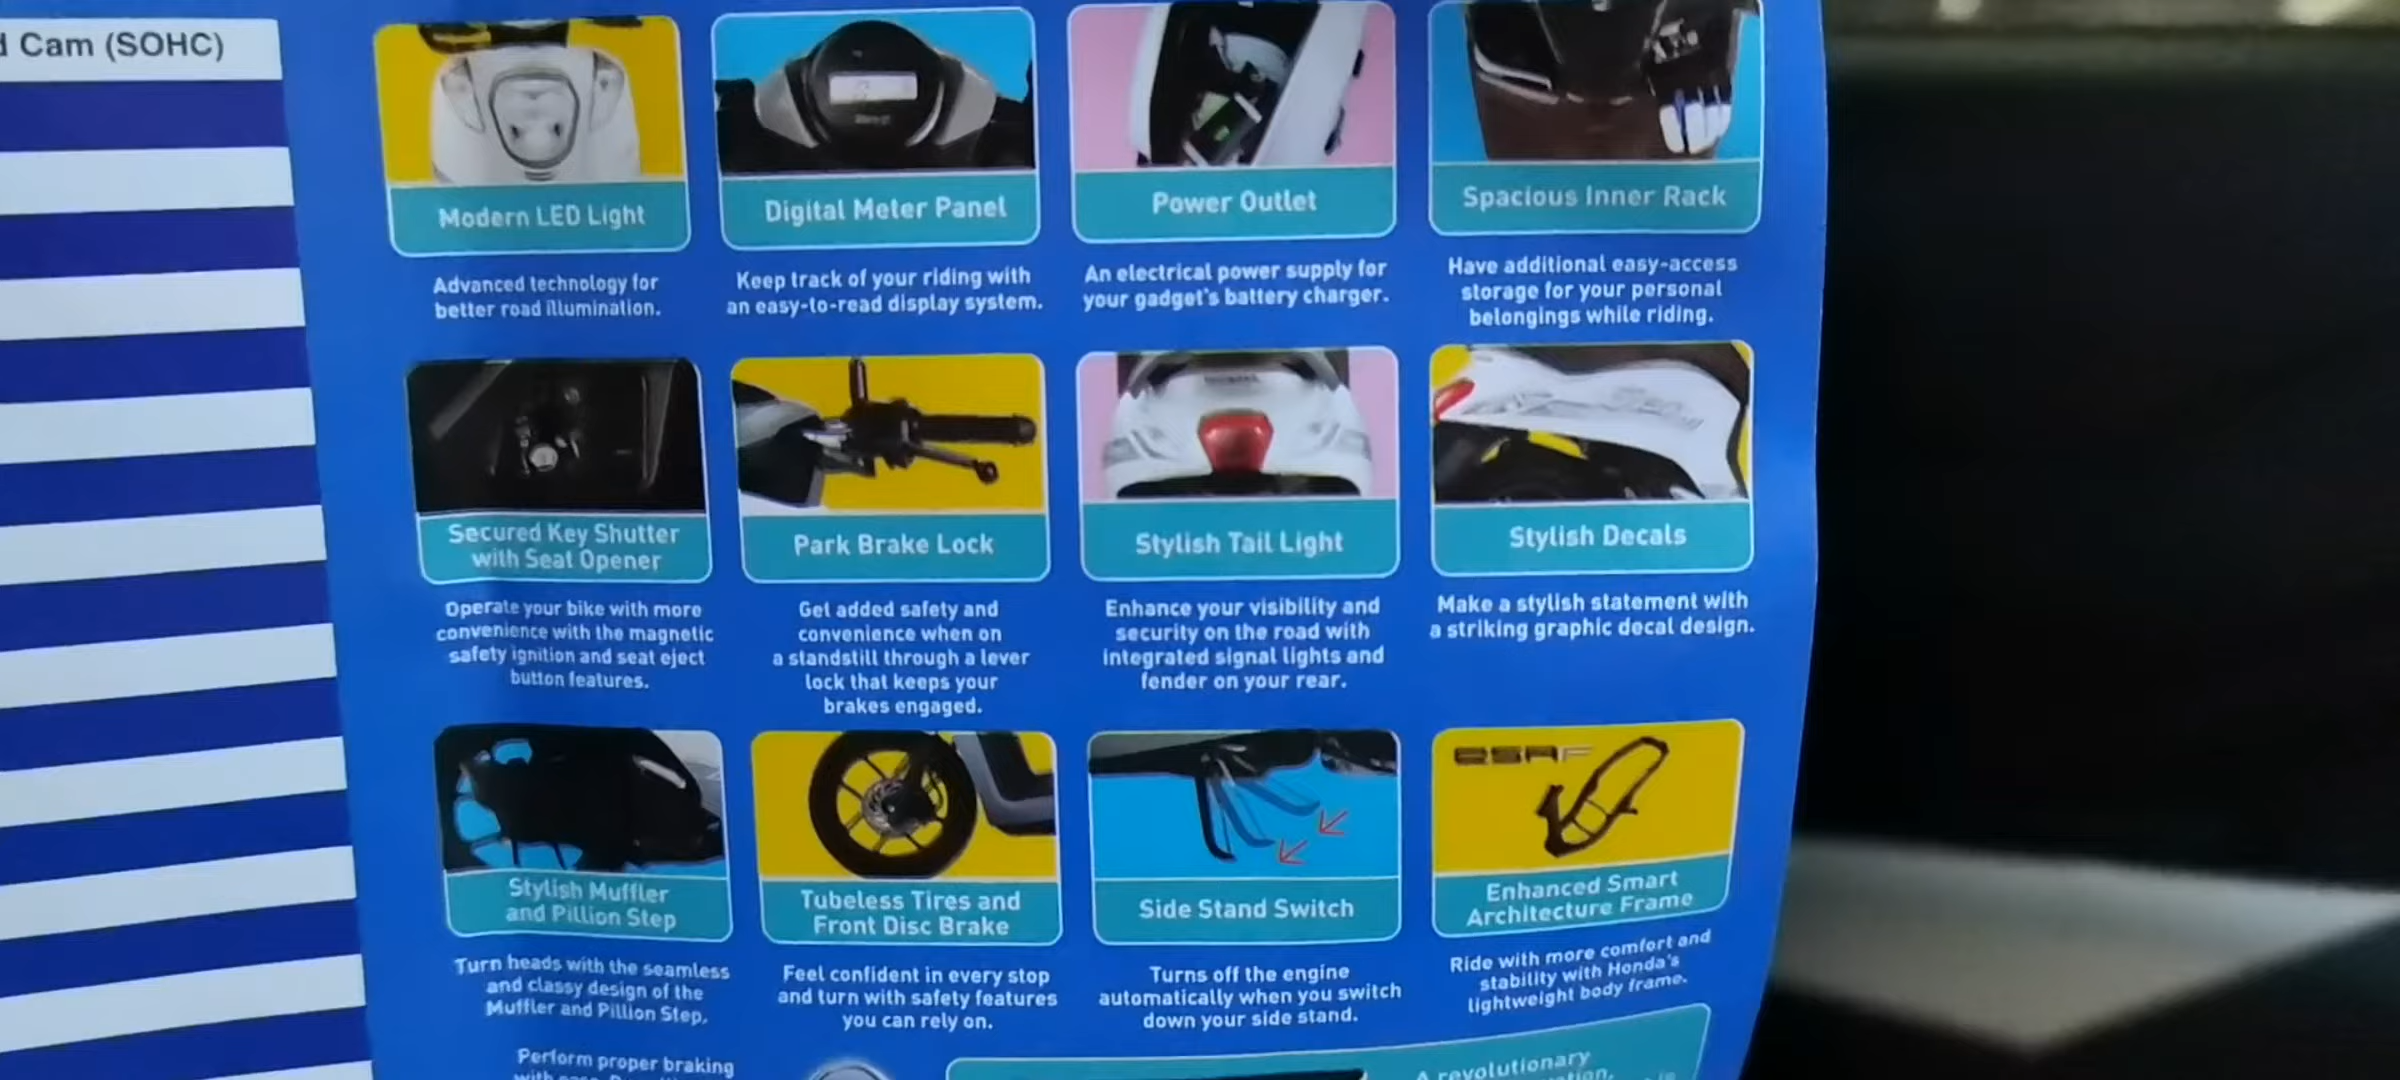 Cam (SOHC)
Modern LED Light
Advanced technology for
better road illumination.
Digital Meter Panel
Keep track of your riding with
an easy-to-read display system.
Power Outlet
An electrical power supply for
your gadget's battery charger.
Spacious Inner Rack
Have additional easy-access
storage for your personal
belongings while riding.
Secured Key Shutter
with Seat Opener
Operate your bike with more
convenience with the magnetic
safety ignition and seat eject
button features.
Park Brake Lock
Get added safety and
convenience when on
a standstill through a lever
lock that keeps your
brakes engaged.
Stylish Tail Light
Enhance your visibility and
security on the road with
integrated signal lights and
fender on your rear.
Stylish Decals
Make a stylish statement with
a striking graphic decal design.
Stylish Muffler
and Pillion Step
Turn heads with the seamless
and classy design of the
Muffler and Pillion Step.
Tubeless Tires and
Front Disc Brake
Feel confident in every stop
and turn with safety features
you can rely on.
Side Stand Switch
Turns off the engine
automatically when you switch
down your side stand.
eSAF
Enhanced Smart
Architecture Frame
Ride with more comfort and
stability with Honda's
lightweight body frame.
Perform proper braking
A revolutionary